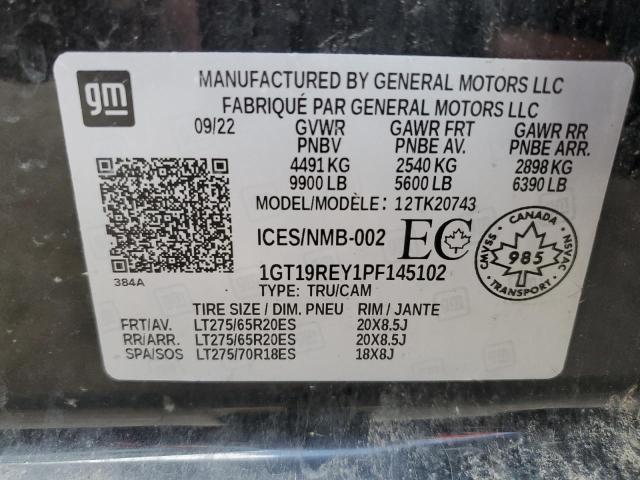 gm
MANUFACTURED BY GENERAL MOTORS LLC
FABRIQUÉ PAR GENERAL MOTORS LLC
09/22 GVWR GAWR FRT GAWR RR
PNBV PNBE AV. PNBE ARR.
4491 KG 2540 KG 2898 KG
9900 LB 5600 LB 6390 LB
MODEL/MODÈLE: 12TK20743
ICES/NMB-002 EC
CANADA
CMVSS 985 NSVAC
1GT19REY1PF145102
384A
TYPE: TRU/CAM
TIRE SIZE / DIM. PNEU RIM / JANTE
FRT/AV. LT275/65R20ES 20X8.5J
RR/ARR. LT275/65R20ES 20X8.5J
SPA/SOS LT275/70R18ES 18X8J